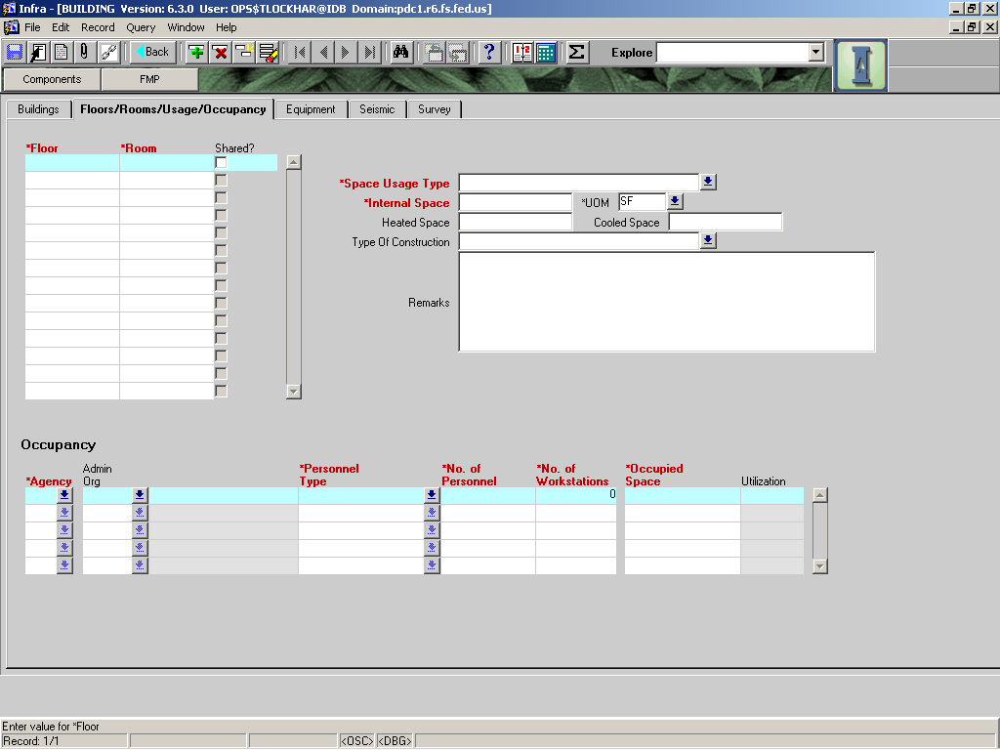 Infra - [BUILDING Version: 6.3.0 User: OPS$TLOCKHAR@IDB Domain:pdc1.r6.fs.fed.us]
File Edit Record Query Window Help
Back ? Σ Explore
Components FMP
Buildings Floors/Rooms/Usage/Occupancy Equipment Seismic Survey
*Floor *Room Shared?
*Space Usage Type
*Internal Space *UOM SF
Heated Space Cooled Space
Type Of Construction
Remarks
Occupancy
*Agency Admin Org *Personnel Type *No. of Personnel *No. of Workstations *Occupied Space Utilization
0
Enter value for *Floor
Record: 1/1 <OSC> <DBG>